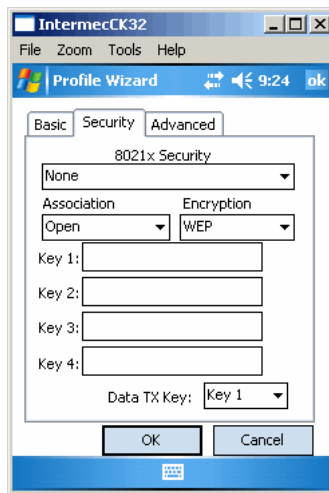 IntermecCK32
File Zoom Tools Help
Profile Wizard 9:24 ok
Basic Security Advanced
8021x Security
None
Association Encryption
Open WEP
Key 1:
Key 2:
Key 3:
Key 4:
Data TX Key: Key 1
OK Cancel